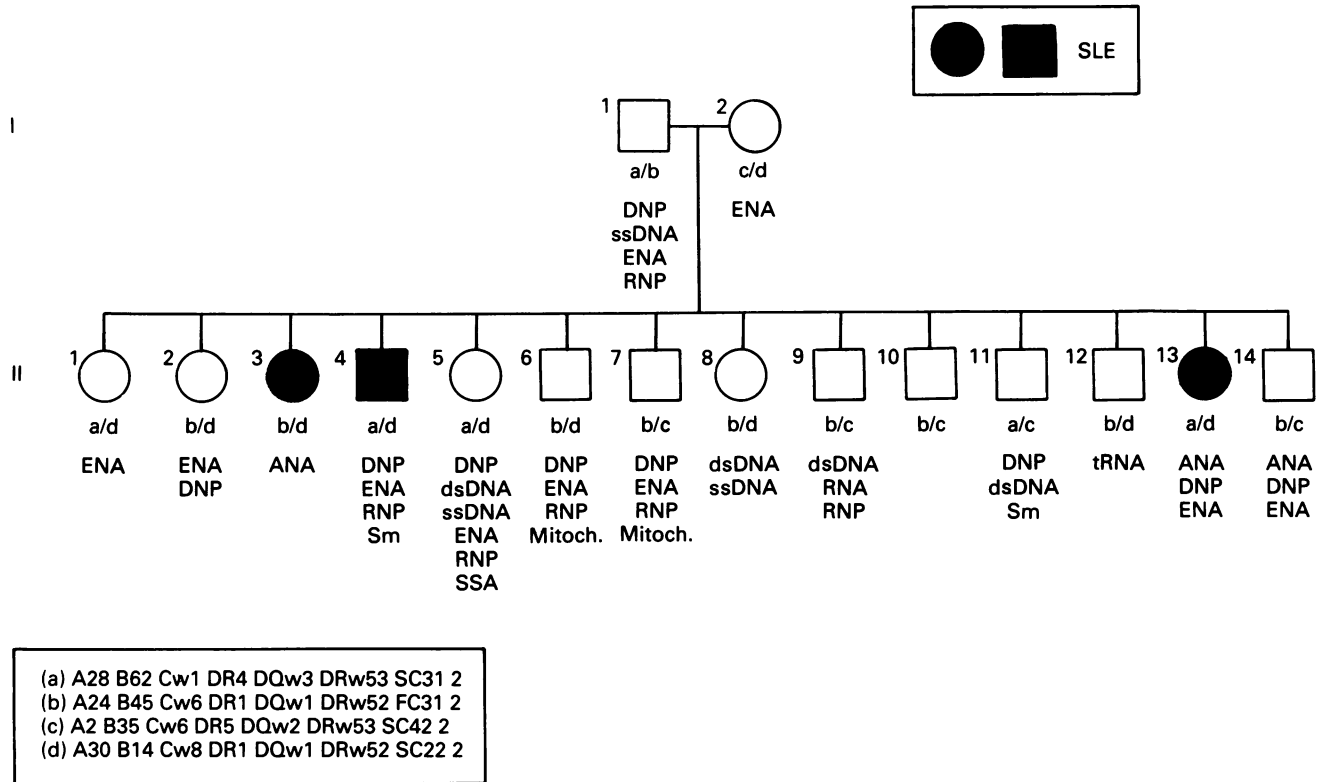 SLE
I
1 2
a/b c/d
DNP ENA
ssDNA
ENA
RNP
II
1 2 3 4 5 6 7 8 9 10 11 12 13 14
a/d b/d b/d a/d a/d b/d b/c b/d b/c b/c a/c b/d a/d b/c
ENA ENA ANA DNP DNP DNP DNP dsDNA dsDNA DNP tRNA ANA ANA
DNP ENA dsDNA ENA ENA ssDNA RNA dsDNA DNP DNP
RNP ssDNA RNP RNP RNP Sm ENA ENA
Sm ENA Mitoch. Mitoch.
RNP
SSA
(a) A28 B62 Cw1 DR4 DQw3 DRw53 SC31 2
(b) A24 B45 Cw6 DR1 DQw1 DRw52 FC31 2
(c) A2 B35 Cw6 DR5 DQw2 DRw53 SC42 2
(d) A30 B14 Cw8 DR1 DQw1 DRw52 SC22 2